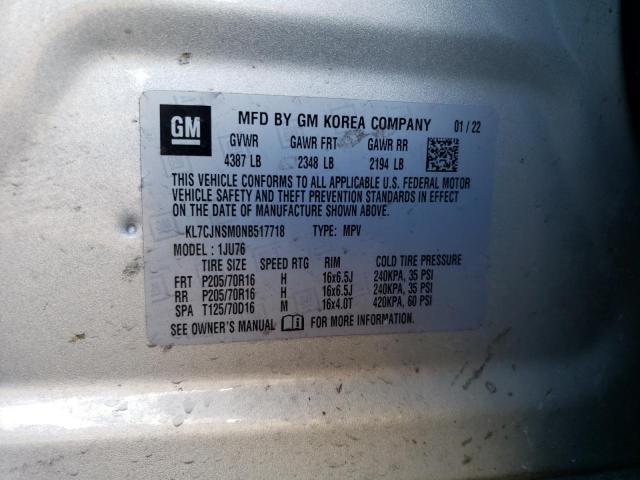 GM MFD BY GM KOREA COMPANY 01/22
GVWR GAWR FRT GAWR RR
4387 LB 2348 LB 2194 LB
THIS VEHICLE CONFORMS TO ALL APPLICABLE U.S. FEDERAL MOTOR
VEHICLE SAFETY AND THEFT PREVENTION STANDARDS IN EFFECT
ON THE DATE OF MANUFACTURE SHOWN ABOVE.
KL7CJNSM0NB517718 TYPE: MPV
MODEL: 1JU76
TIRE SIZE SPEED RTG RIM COLD TIRE PRESSURE
FRT P205/70R16 H 16x6.5J 240KPA, 35 PSI
RR P205/70R16 H 16x6.5J 240KPA, 35 PSI
SPA T125/70D16 M 16x4.0T 420KPA, 60 PSI
SEE OWNER'S MANUAL FOR MORE INFORMATION.